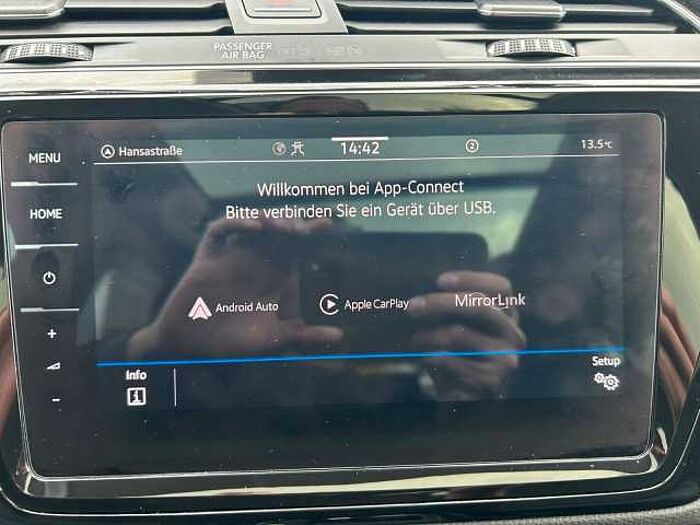 PASSENGER
AIR BAG
MENU
HOME
Hansastraße
14:42
2
13.5°C
Willkommen bei App-Connect
Bitte verbinden Sie ein Gerät über USB.
Android Auto
Apple CarPlay
MirrorLink
Info
Setup